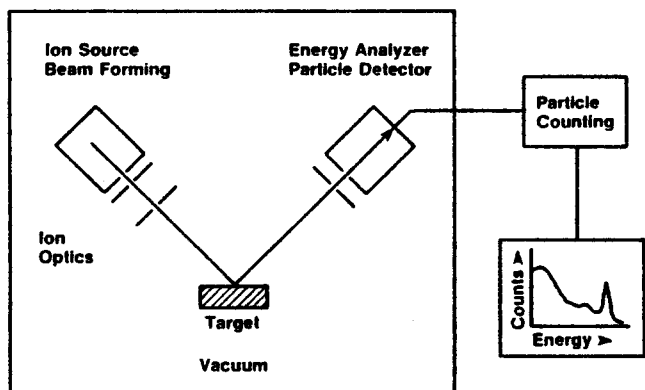 Ion Source
Beam Forming
Energy Analyzer
Particle Detector
Particle
Counting
Ion
Optics
Target
Vacuum
Counts
Energy